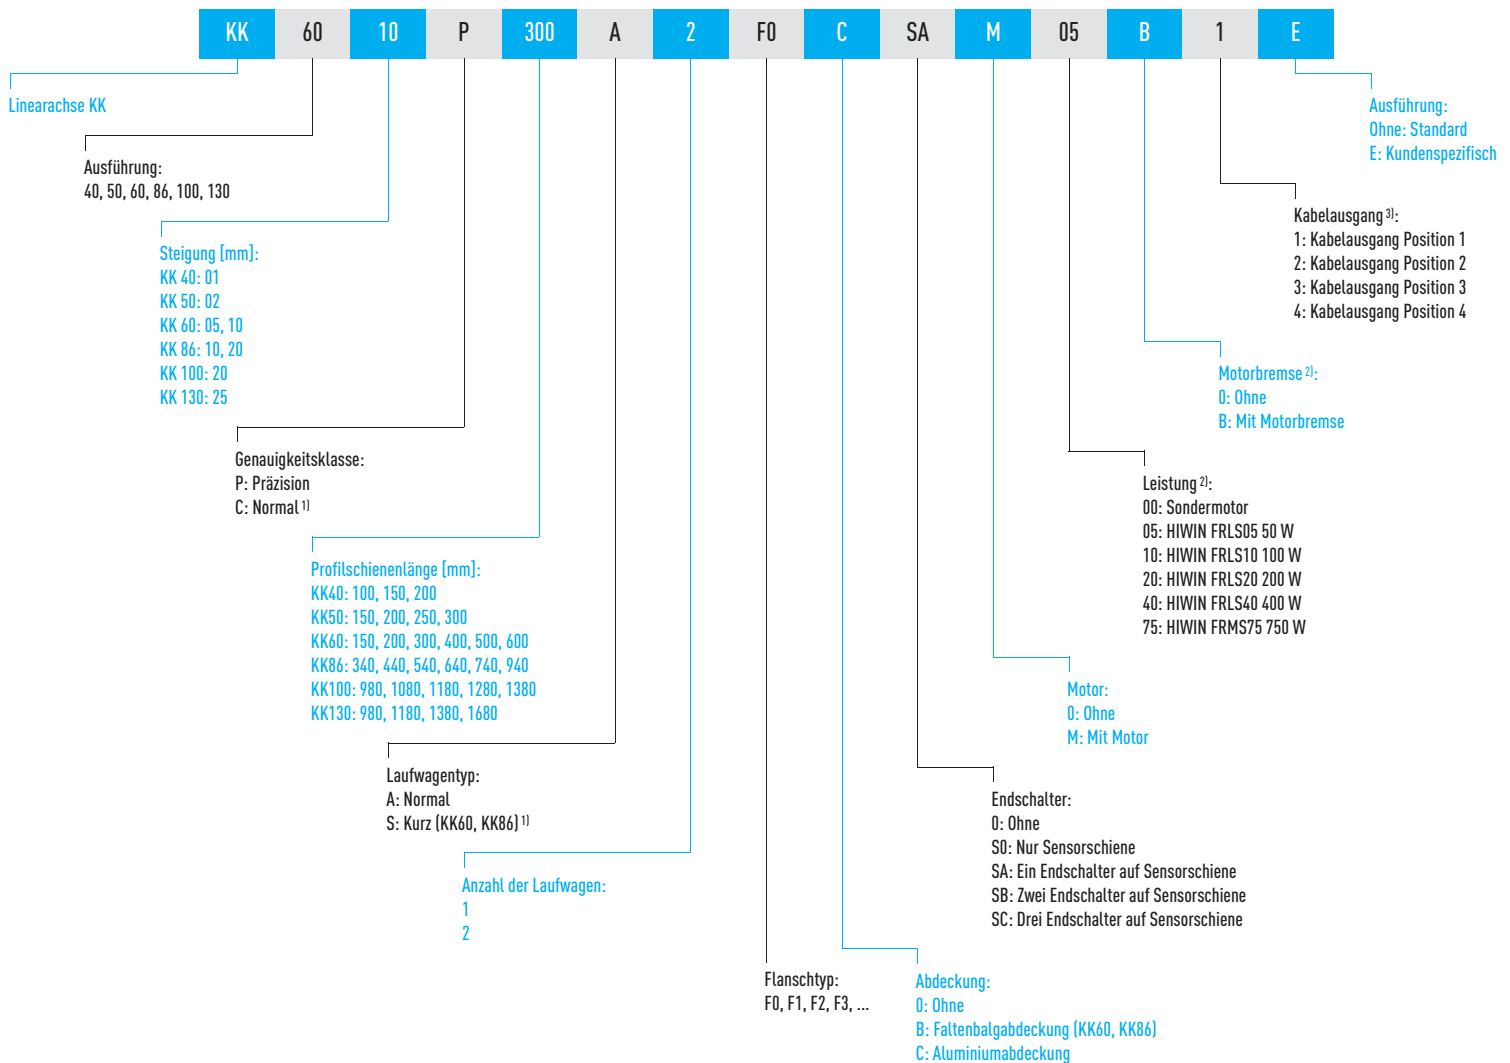 KK 60 10 P 300 A 2 F0 C SA M 05 B 1 E
Linearachse KK
Ausführung:
40, 50, 60, 86, 100, 130
Steigung [mm]:
KK 40: 01
KK 50: 02
KK 60: 05, 10
KK 86: 10, 20
KK 100: 20
KK 130: 25
Genauigkeitsklasse:
P: Präzision
C: Normal 1)
Profilschienenlänge [mm]:
KK40: 100, 150, 200
KK50: 150, 200, 250, 300
KK60: 150, 200, 300, 400, 500, 600
KK86: 340, 440, 540, 640, 740, 940
KK100: 980, 1080, 1180, 1280, 1380
KK130: 980, 1180, 1380, 1680
Laufwagentyp:
A: Normal
S: Kurz (KK60, KK86) 1)
Anzahl der Laufwagen:
1
2
Flanschtyp:
F0, F1, F2, F3, ...
Abdeckung:
0: Ohne
B: Faltenbalgabdeckung (KK60, KK86)
C: Aluminiumabdeckung
Endschalter:
0: Ohne
S0: Nur Sensorschiene
SA: Ein Endschalter auf Sensorschiene
SB: Zwei Endschalter auf Sensorschiene
SC: Drei Endschalter auf Sensorschiene
Motor:
0: Ohne
M: Mit Motor
Leistung 2):
00: Sondermotor
05: HIWIN FRLS05 50 W
10: HIWIN FRLS10 100 W
20: HIWIN FRLS20 200 W
40: HIWIN FRLS40 400 W
75: HIWIN FRMS75 750 W
Motorbremse 2):
0: Ohne
B: Mit Motorbremse
Kabelausgang 3):
1: Kabelausgang Position 1
2: Kabelausgang Position 2
3: Kabelausgang Position 3
4: Kabelausgang Position 4
Ausführung:
Ohne: Standard
E: Kundenspezifisch